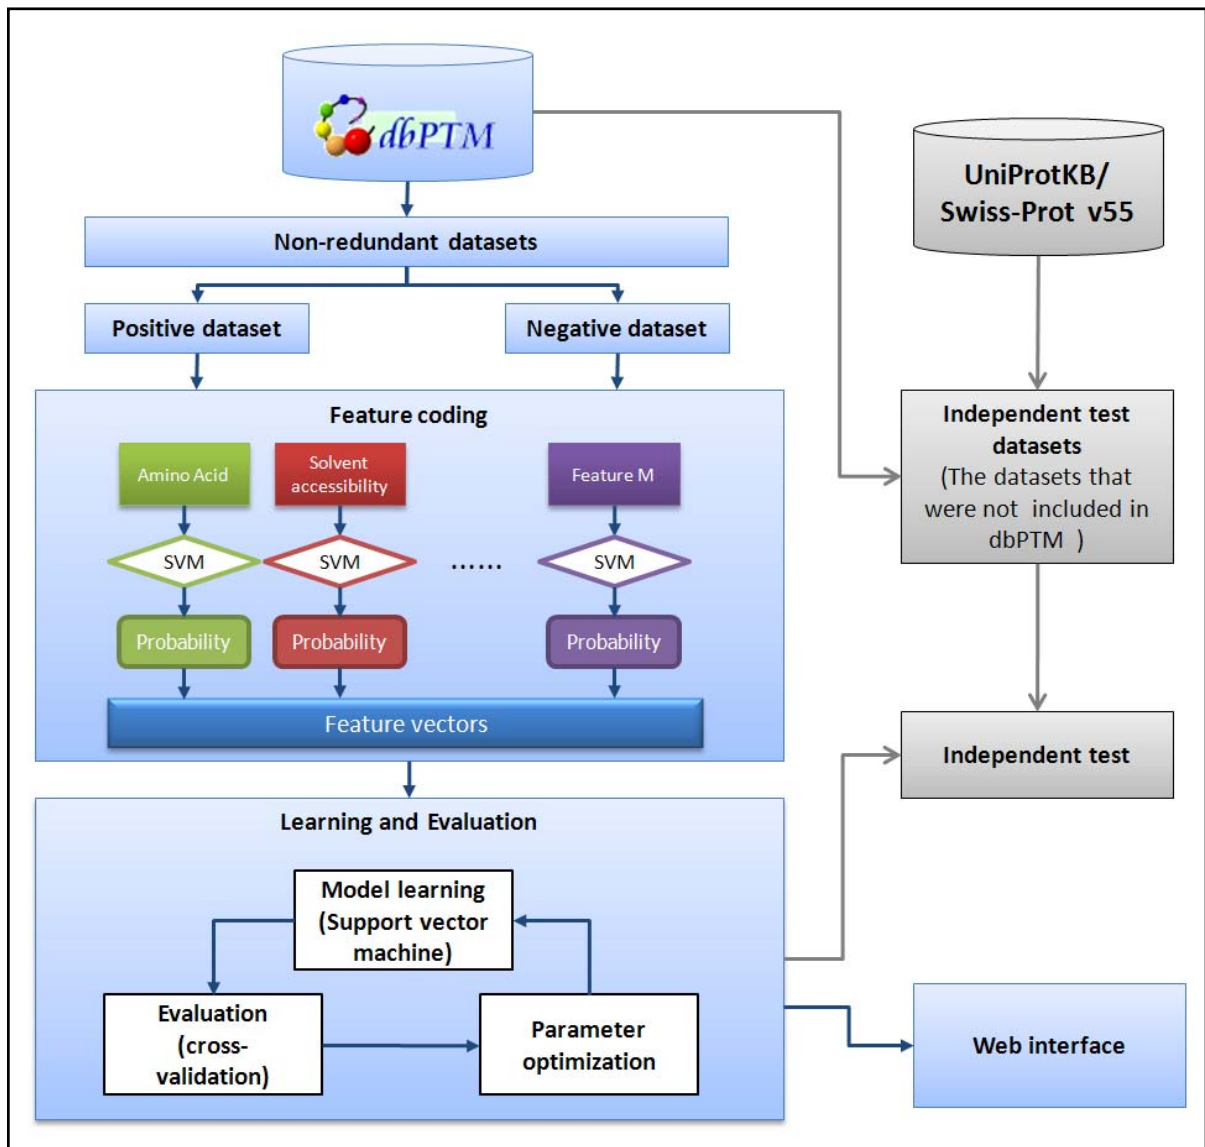 dbPTM
UniProtKB/
Swiss-Prot v55
Non-redundant datasets
Positive dataset
Negative dataset
Feature coding
Amino Acid
Solvent
accessibility
Feature M
SVM
SVM
......
SVM
Probability
Probability
Probability
Feature vectors
Independent test
datasets
(The datasets that
were not included in
dbPTM )
Independent test
Learning and Evaluation
Model learning
(Support vector
machine)
Evaluation
(cross-
validation)
Parameter
optimization
Web interface